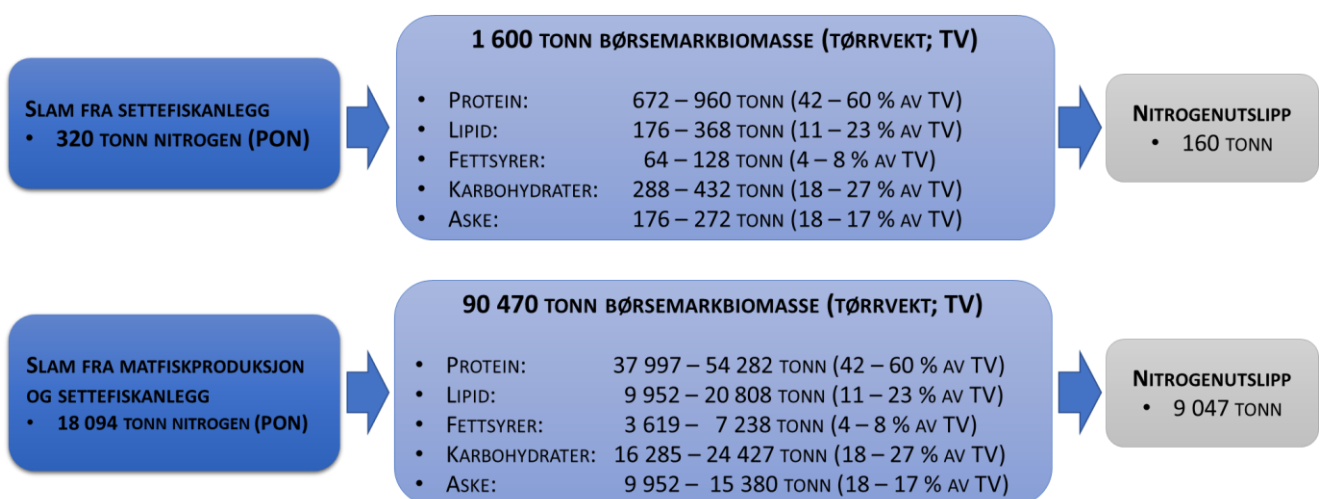 1 600 TONN BØRSEMARKBIOMASSE (TØRRVEKT; TV)
SLAM FRA SETTEFISKANLEGG
• 320 TONN NITROGEN (PON)
• PROTEIN: 672 – 960 TONN (42 – 60 % AV TV)
• LIPID: 176 – 368 TONN (11 – 23 % AV TV)
• FETTSYRER: 64 – 128 TONN (4 – 8 % AV TV)
• KARBOHYDRATER: 288 – 432 TONN (18 – 27 % AV TV)
• ASKE: 176 – 272 TONN (18 – 17 % AV TV)
NITROGENUTSLIPP
• 160 TONN
90 470 TONN BØRSEMARKBIOMASSE (TØRRVEKT; TV)
SLAM FRA MATFISKPRODUKSJON
OG SETTEFISKANLEGG
• 18 094 TONN NITROGEN (PON)
• PROTEIN: 37 997 – 54 282 TONN (42 – 60 % AV TV)
• LIPID: 9 952 – 20 808 TONN (11 – 23 % AV TV)
• FETTSYRER: 3 619 – 7 238 TONN (4 – 8 % AV TV)
• KARBOHYDRATER: 16 285 – 24 427 TONN (18 – 27 % AV TV)
• ASKE: 9 952 – 15 380 TONN (18 – 17 % AV TV)
NITROGENUTSLIPP
• 9 047 TONN